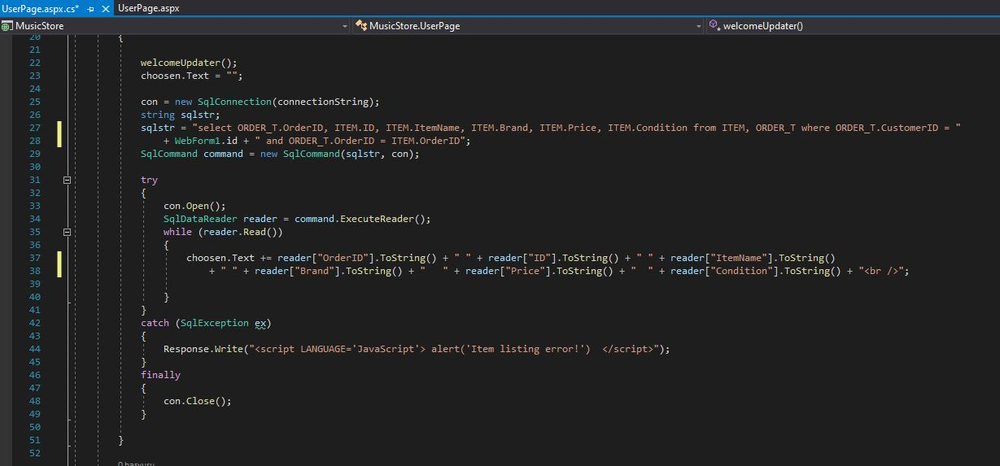 UserPage.aspx.cs* UserPage.aspx
MusicStore MusicStore.UserPage welcomeUpdater()
20 {
21
22 welcomeUpdater();
23 choosen.Text = "";
24
25 con = new SqlConnection(connectionString);
26 string sqlstr;
27 sqlstr = "select ORDER_T.OrderID, ITEM.ID, ITEM.ItemName, ITEM.Brand, ITEM.Price, ITEM.Condition from ITEM, ORDER_T where ORDER_T.CustomerID = "
28 + WebForm1.id + " and ORDER_T.OrderID = ITEM.OrderID";
29 SqlCommand command = new SqlCommand(sqlstr, con);
30
31 try
32 {
33 con.Open();
34 SqlDataReader reader = command.ExecuteReader();
35 while (reader.Read())
36 {
37 choosen.Text += reader["OrderID"].ToString() + " " + reader["ID"].ToString() + " " + reader["ItemName"].ToString()
38 + " " + reader["Brand"].ToString() + "   " + reader["Price"].ToString() + "  " + reader["Condition"].ToString() + "<br />";
39
40 }
41 }
42 catch (SqlException ex)
43 {
44 Response.Write("<script LANGUAGE='JavaScript'> alert('Item listing error!')  </script>");
45 }
46 finally
47 {
48 con.Close();
49 }
50
51 }
52
0 başvuru